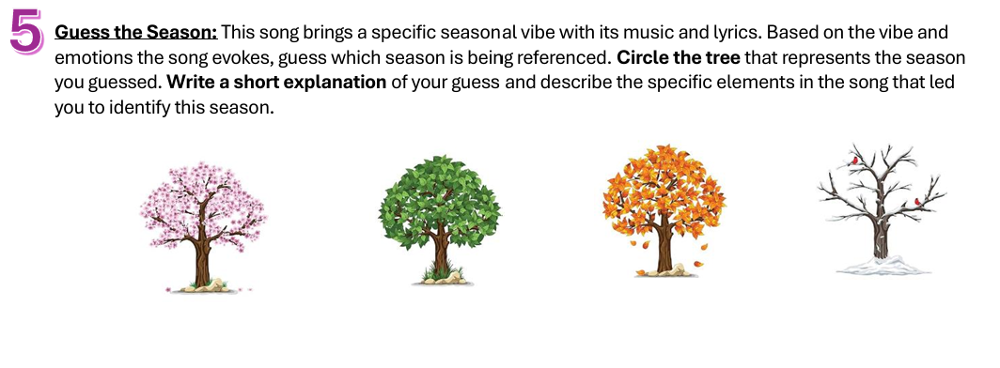 5
Guess the Season: This song brings a specific seasonal vibe with its music and lyrics. Based on the vibe and
emotions the song evokes, guess which season is being referenced. Circle the tree that represents the season
you guessed. Write a short explanation of your guess and describe the specific elements in the song that led
you to identify this season.